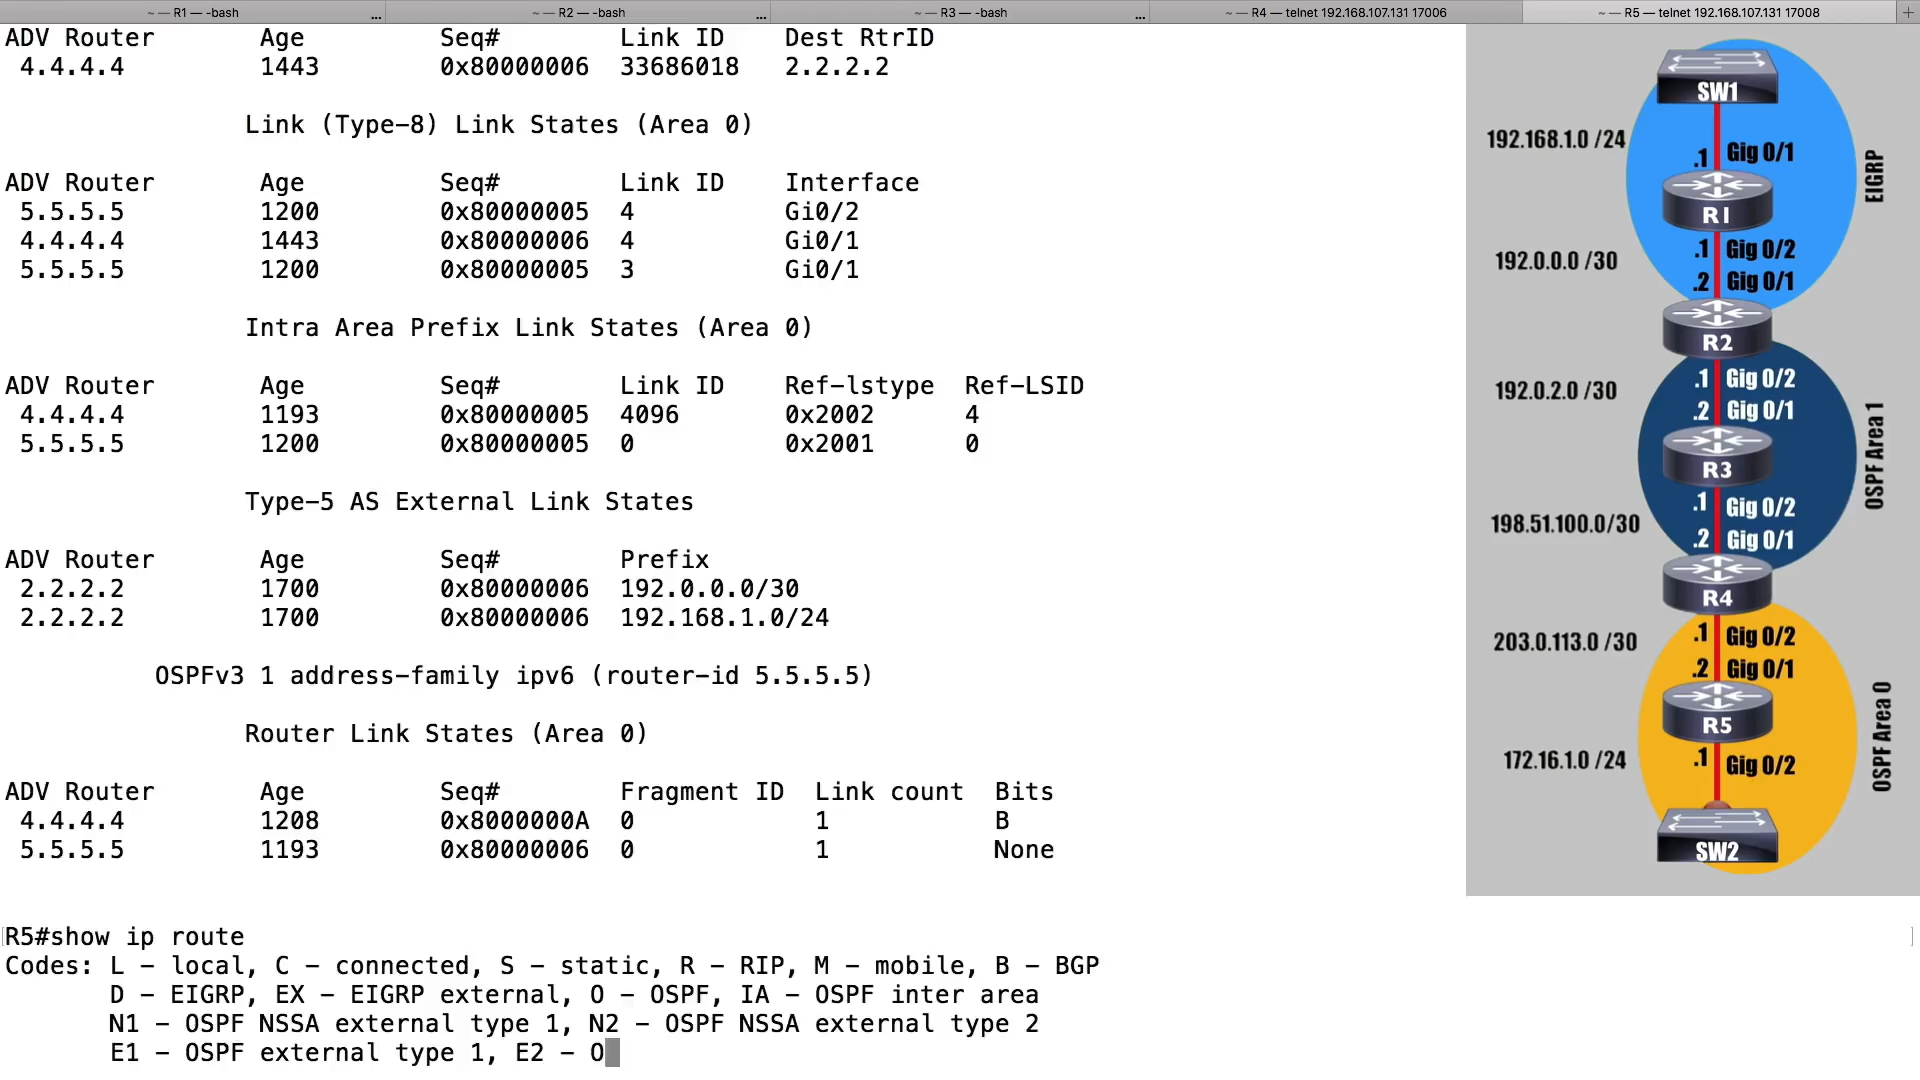 ~ — R1 — -bash ... ~ — R2 — -bash ... ~ — R3 — -bash ... ~ — R4 — telnet 192.168.107.131 17006 ~ — R5 — telnet 192.168.107.131 17008 +
ADV Router Age Seq# Link ID Dest RtrID
4.4.4.4 1443 0x80000006 33686018 2.2.2.2
Link (Type-8) Link States (Area 0)
ADV Router Age Seq# Link ID Interface
5.5.5.5 1200 0x80000005 4 Gi0/2
4.4.4.4 1443 0x80000006 4 Gi0/1
5.5.5.5 1200 0x80000005 3 Gi0/1
Intra Area Prefix Link States (Area 0)
ADV Router Age Seq# Link ID Ref-lstype Ref-LSID
4.4.4.4 1193 0x80000005 4096 0x2002 4
5.5.5.5 1200 0x80000005 0 0x2001 0
Type-5 AS External Link States
ADV Router Age Seq# Prefix
2.2.2.2 1700 0x80000006 192.0.0.0/30
2.2.2.2 1700 0x80000006 192.168.1.0/24
OSPFv3 1 address-family ipv6 (router-id 5.5.5.5)
Router Link States (Area 0)
ADV Router Age Seq# Fragment ID Link count Bits
4.4.4.4 1208 0x8000000A 0 1 B
5.5.5.5 1193 0x80000006 0 1 None
[R5#show ip route ]
Codes: L - local, C - connected, S - static, R - RIP, M - mobile, B - BGP
D - EIGRP, EX - EIGRP external, O - OSPF, IA - OSPF inter area
N1 - OSPF NSSA external type 1, N2 - OSPF NSSA external type 2
E1 - OSPF external type 1, E2 - O
SW1
192.168.1.0 /24
.1 Gig 0/1
EIGRP
R1
.1 Gig 0/2
192.0.0.0 /30
.2 Gig 0/1
R2
.1 Gig 0/2
192.0.2.0 /30
.2 Gig 0/1
OSPF Area 1
R3
.1 Gig 0/2
198.51.100.0/30
.2 Gig 0/1
R4
.1 Gig 0/2
203.0.113.0 /30
.2 Gig 0/1
R5
OSPF Area 0
172.16.1.0 /24
.1 Gig 0/2
SW2